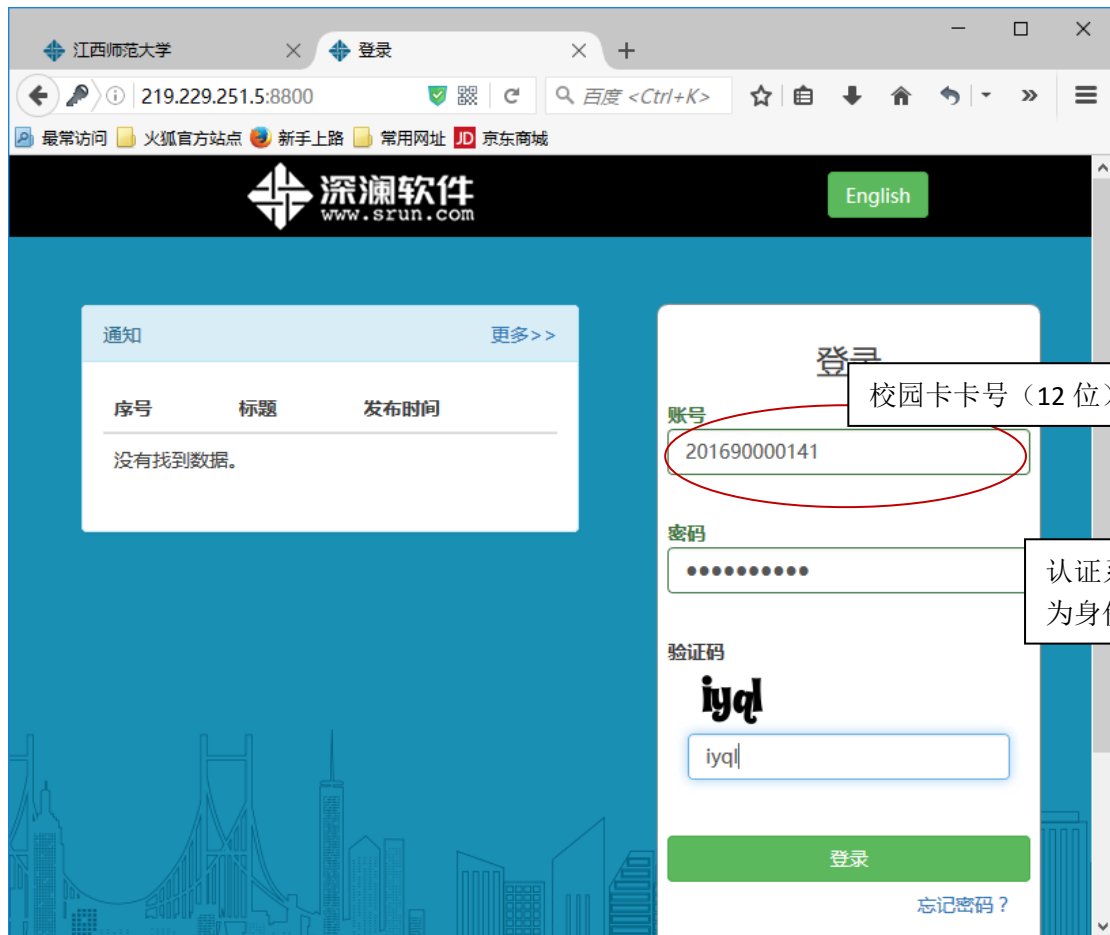 江西师范大学
登录
219.229.251.5:8800
百度 <Ctrl+K>
最常访问
火狐官方站点
新手上路
常用网址
JD 京东商城
深澜软件
www.srun.com
English
通知
更多>>
序号 标题 发布时间
没有找到数据。
登录
校园卡卡号（12 位）
账号
201690000141
密码
认证
为身
验证码
iyql
iyql
登录
忘记密码？